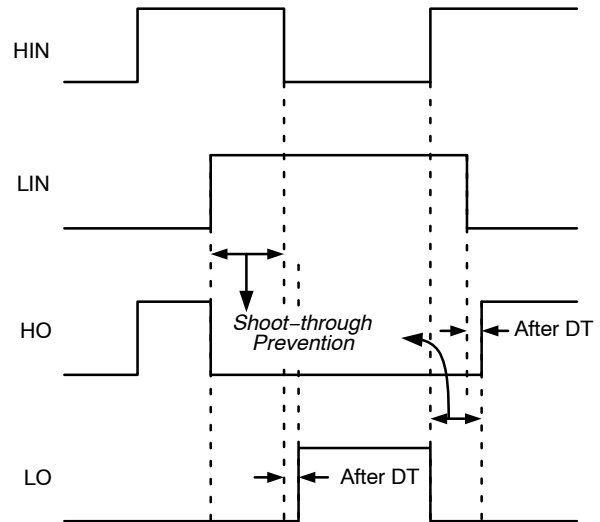 HIN
LIN
Shoot–through
Prevention
HO
After DT
LO
After DT